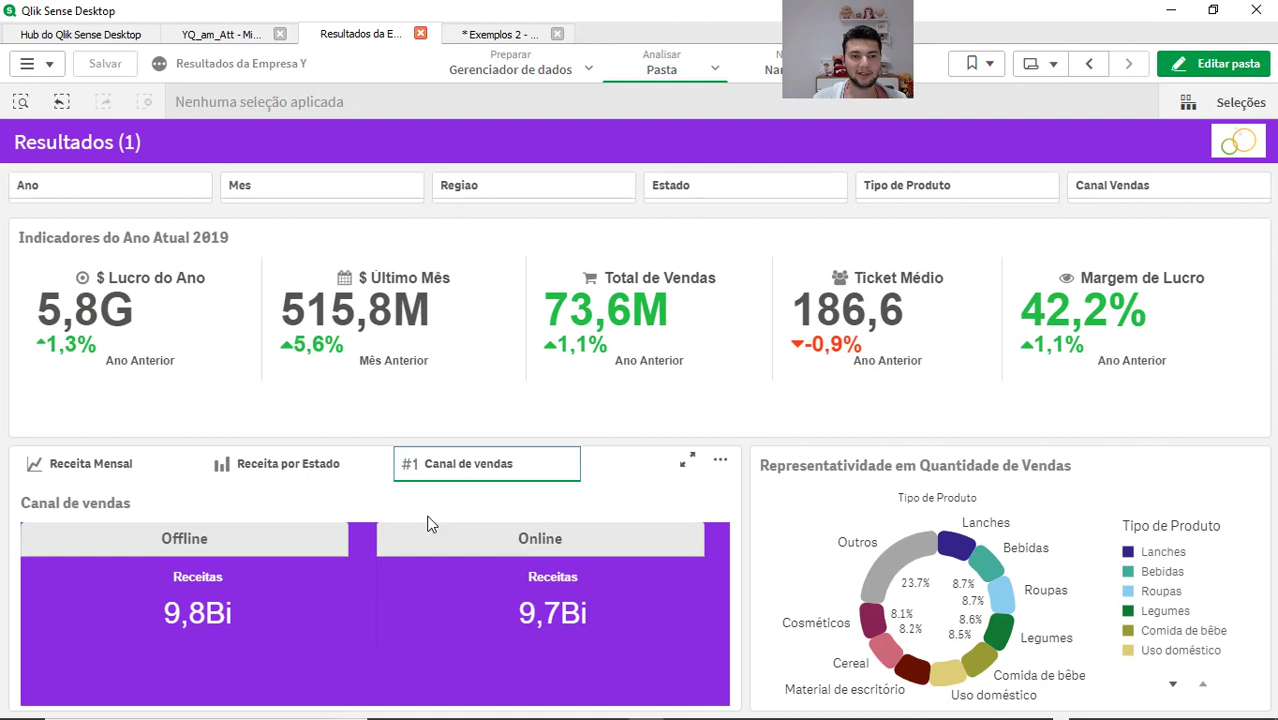 Qlik Sense Desktop
Hub do Qlik Sense Desktop
YQ_am_Att - Mi...
Resultados da E...
* Exemplos 2 - ...
Salvar
Resultados da Empresa Y
Preparar
Gerenciador de dados
Analisar
Pasta
Nar
Editar pasta
Nenhuma seleção aplicada
Seleções
Resultados (1)
Ano
Mes
Regiao
Estado
Tipo de Produto
Canal Vendas
Indicadores do Ano Atual 2019
$ Lucro do Ano
5,8G
1,3%
Ano Anterior
$ Último Mês
515,8M
5,6%
Mês Anterior
Total de Vendas
73,6M
1,1%
Ano Anterior
Ticket Médio
186,6
-0,9%
Ano Anterior
Margem de Lucro
42,2%
1,1%
Ano Anterior
Receita Mensal
Receita por Estado
#1 Canal de vendas
Canal de vendas
Offline
Receitas
9,8Bi
Online
Receitas
9,7Bi
Representatividade em Quantidade de Vendas
Tipo de Produto
Lanches
Bebidas
Roupas
Legumes
Comida de bêbe
Uso doméstico
Material de escritório
Cereal
Cosméticos
Outros
23.7%
8.7%
8.7%
8.6%
8.5%
8.2%
8.1%
Tipo de Produto
Lanches
Bebidas
Roupas
Legumes
Comida de bêbe
Uso doméstico